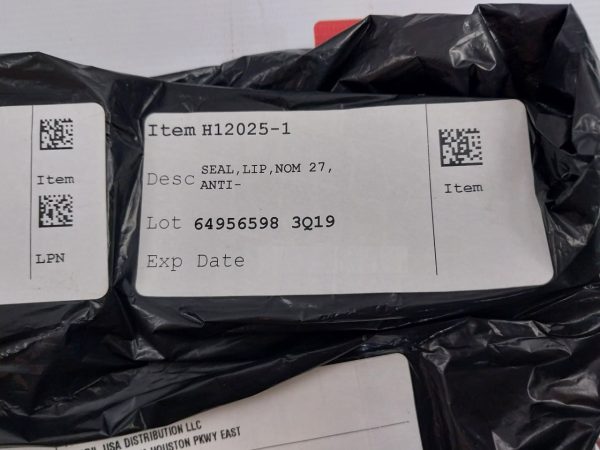 Item
LPN
Item H12025-1
Desc SEAL,LIP,NOM 27,
ANTI-
Lot 64956598 3Q19
Exp Date
Item
USA DISTRIBUTION LLC
HOUSTON PKWY EAST